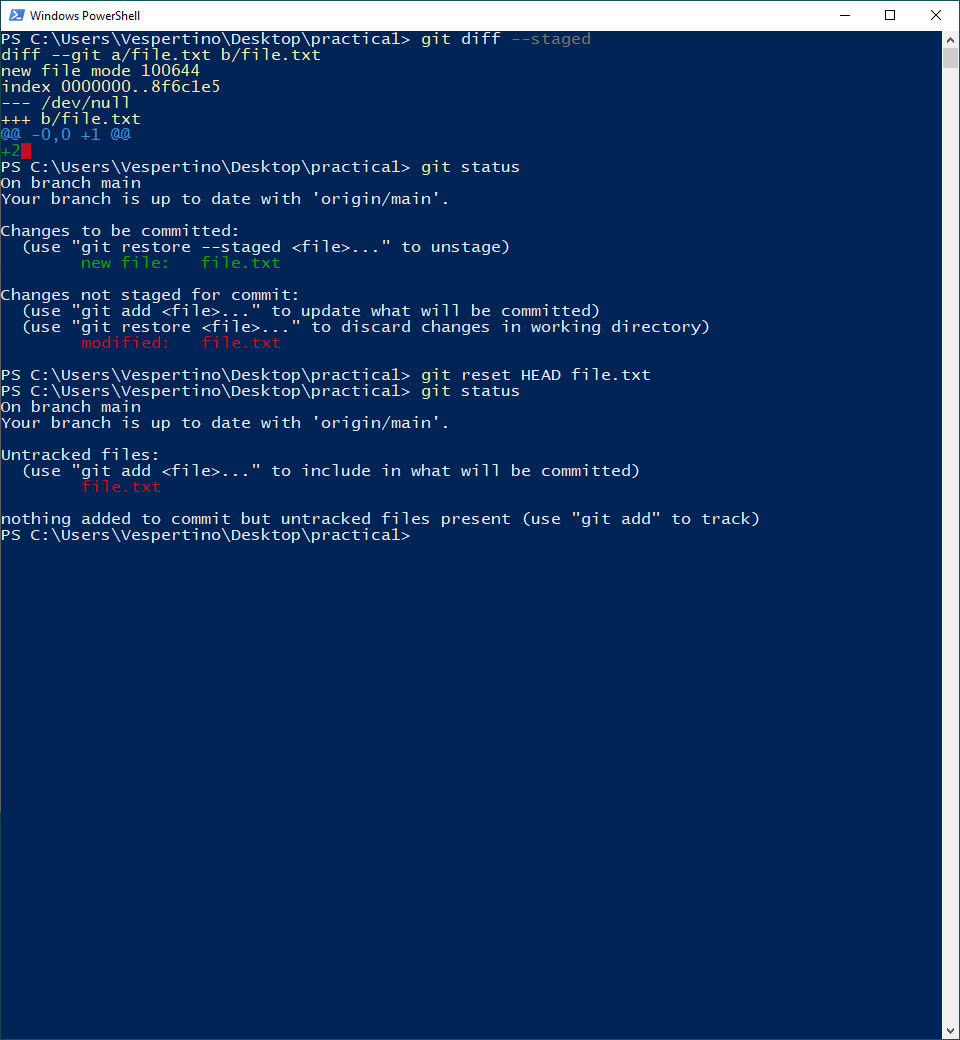 Windows PowerShell
PS C:\Users\Vespertino\Desktop\practica1> git diff --staged
diff --git a/file.txt b/file.txt
new file mode 100644
index 0000000..8f6c1e5
--- /dev/null
+++ b/file.txt
@@ -0,0 +1 @@
+2
PS C:\Users\Vespertino\Desktop\practica1> git status
On branch main
Your branch is up to date with 'origin/main'.
Changes to be committed:
  (use "git restore --staged <file>..." to unstage)
        new file:   file.txt
Changes not staged for commit:
  (use "git add <file>..." to update what will be committed)
  (use "git restore <file>..." to discard changes in working directory)
        modified:   file.txt
PS C:\Users\Vespertino\Desktop\practica1> git reset HEAD file.txt
PS C:\Users\Vespertino\Desktop\practica1> git status
On branch main
Your branch is up to date with 'origin/main'.
Untracked files:
  (use "git add <file>..." to include in what will be committed)
        file.txt
nothing added to commit but untracked files present (use "git add" to track)
PS C:\Users\Vespertino\Desktop\practica1>